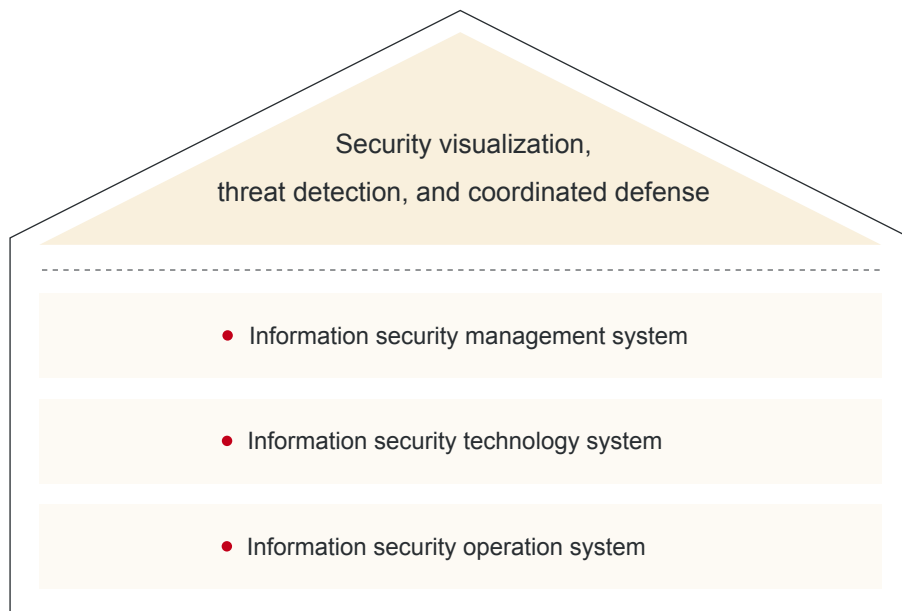 Security visualization,
threat detection, and coordinated defense
Information security management system
Information security technology system
Information security operation system